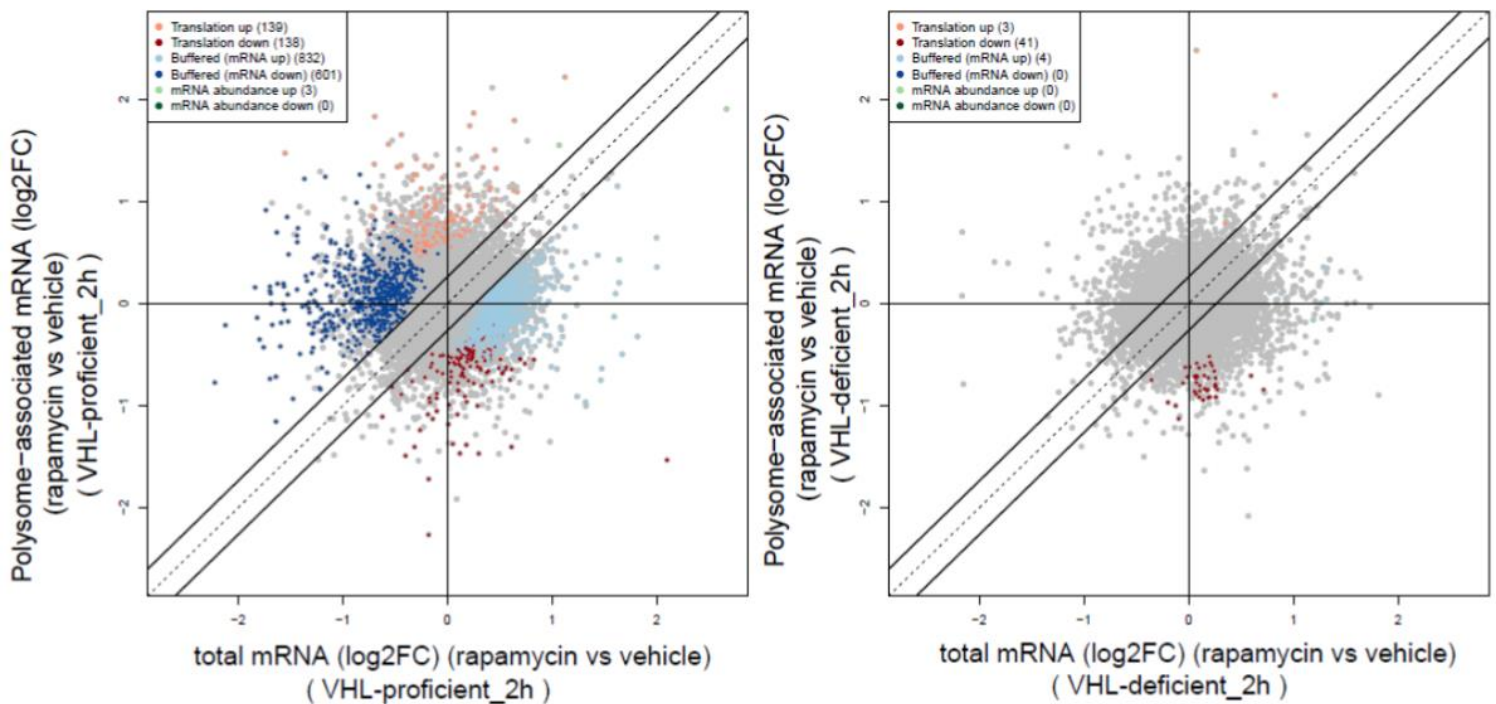 Translation up (139)
Translation down (138)
Buffered (mRNA up) (832)
Buffered (mRNA down) (601)
mRNA abundance up (3)
mRNA abundance down (0)
2
1
0
−1
−2
Polysome−associated mRNA (log2FC)
(rapamycin vs vehicle)
( VHL-proficient_2h )
−2
−1
0
1
2
total mRNA (log2FC) (rapamycin vs vehicle)
( VHL-proficient_2h )
Translation up (3)
Translation down (41)
Buffered (mRNA up) (4)
Buffered (mRNA down) (0)
mRNA abundance up (0)
mRNA abundance down (0)
2
1
0
−1
−2
Polysome−associated mRNA (log2FC)
(rapamycin vs vehicle)
( VHL-deficient_2h )
−2
−1
0
1
2
total mRNA (log2FC) (rapamycin vs vehicle)
( VHL-deficient_2h )